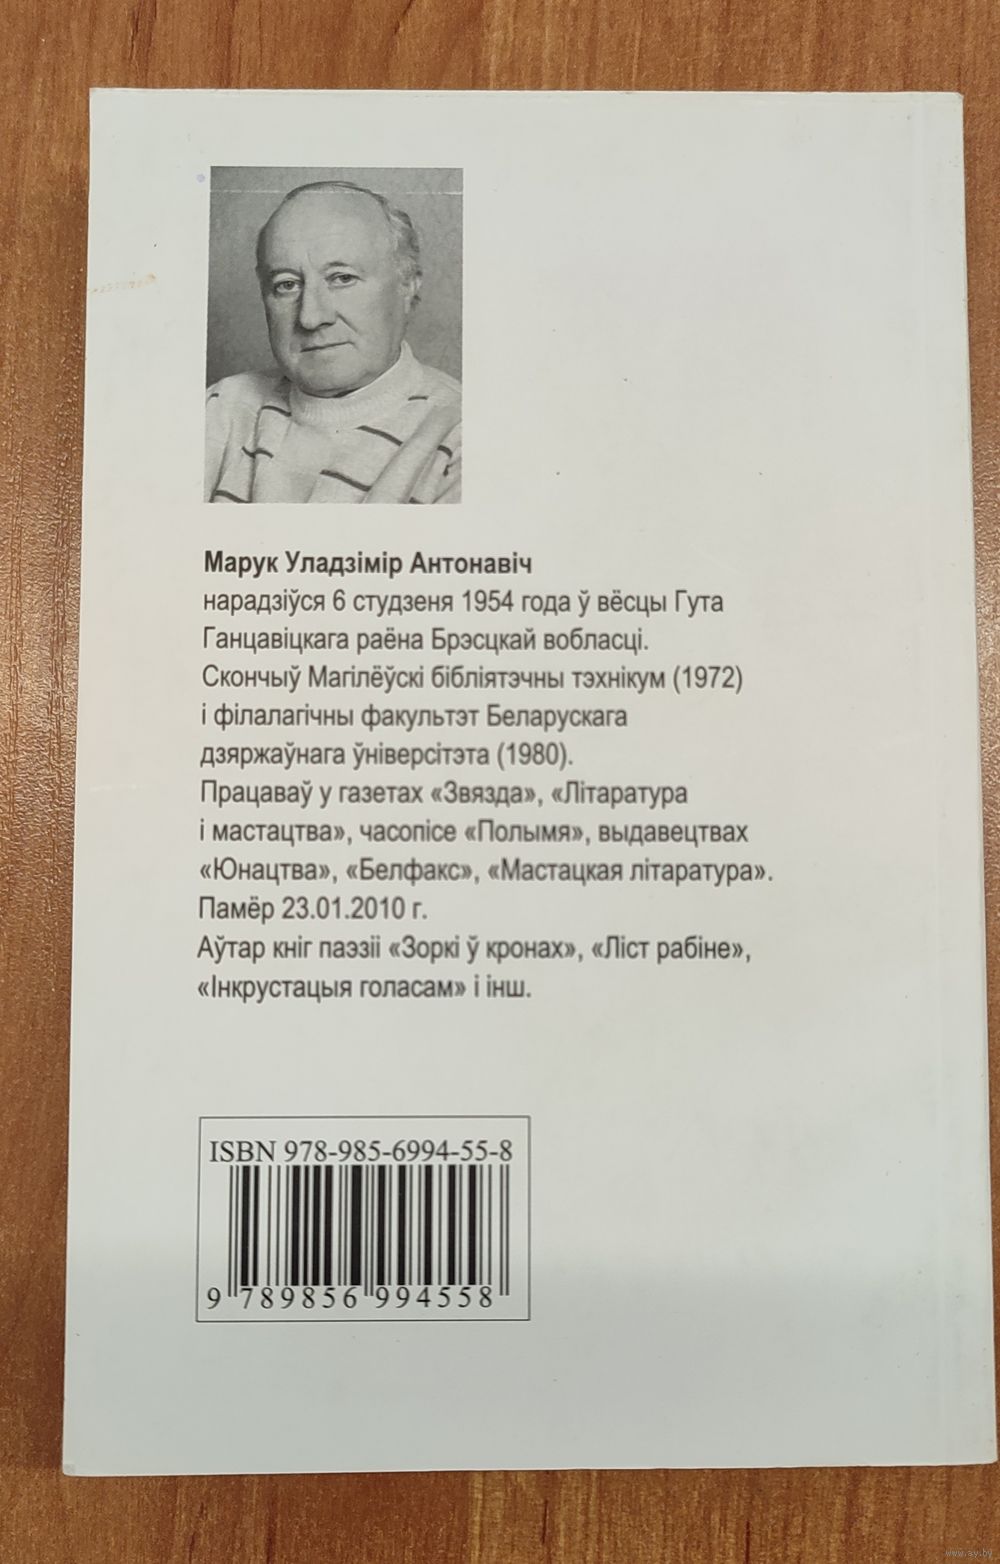 Марук Уладзімір Антонавіч
нарадзіўся 6 студзеня 1954 года ў вёсцы Гута
Ганцавіцкага раёна Брэсцкай вобласці.
Скончыў Магілёўскі бібліятэчны тэхнікум (1972)
і філалагічны факультэт Беларускага
дзяржаўнага ўніверсітэта (1980).
Працаваў у газетах «Звязда», «Літаратура
і мастацтва», часопісе «Полымя», выдавецтвах
«Юнацтва», «Белфакс», «Мастацкая літаратура».
Памёр 23.01.2010 г.
Аўтар кніг паэзіі «Зоркі ў кронах», «Ліст рабіне»,
«Інкрустацыя голасам» і інш.
ISBN 978-985-6994-55-8
9 789856 994558
www.ay.by